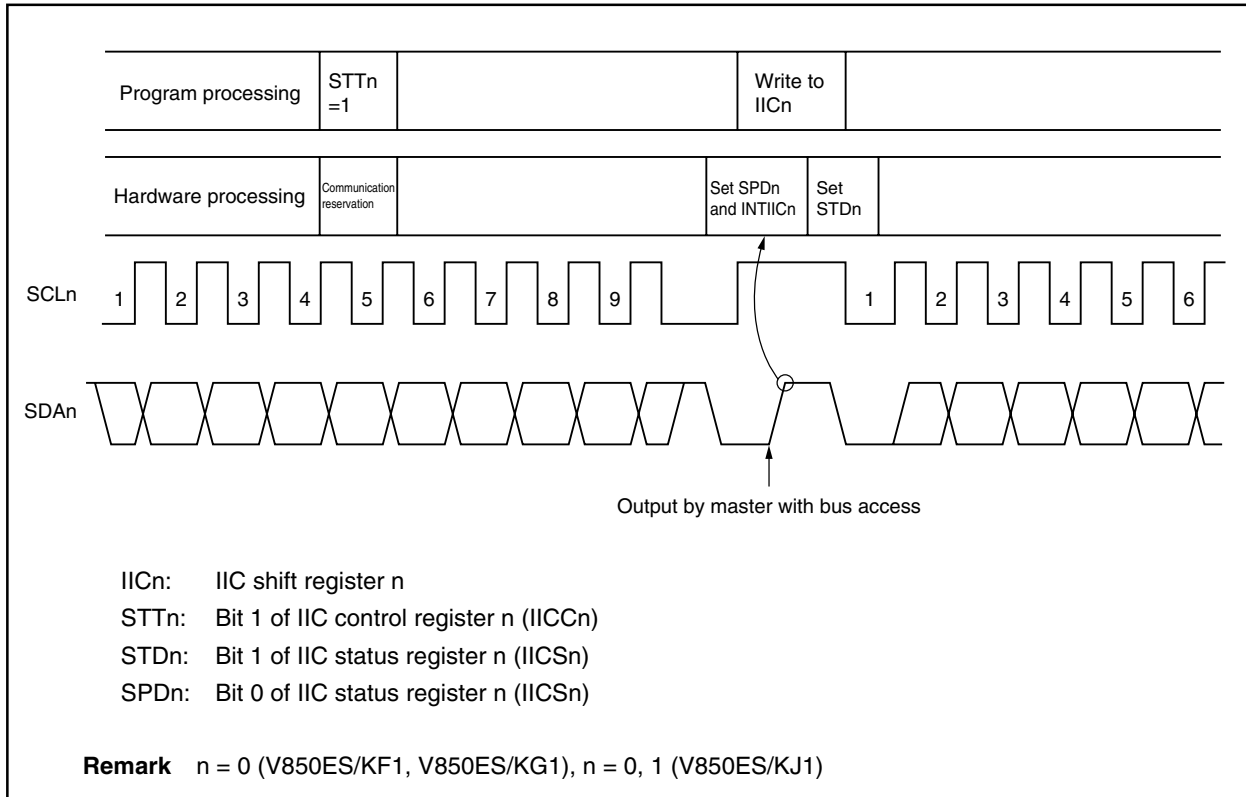 Program processing
STTn
=1
Write to
IICn
Hardware processing
Communication
reservation
Set SPDn
and INTIICn
Set
STDn
SCLn
1 2 3 4 5 6 7 8 9 1 2 3 4 5 6
SDAn
Output by master with bus access
IICn: IIC shift register n
STTn: Bit 1 of IIC control register n (IICCn)
STDn: Bit 1 of IIC status register n (IICSn)
SPDn: Bit 0 of IIC status register n (IICSn)
Remark n = 0 (V850ES/KF1, V850ES/KG1), n = 0, 1 (V850ES/KJ1)